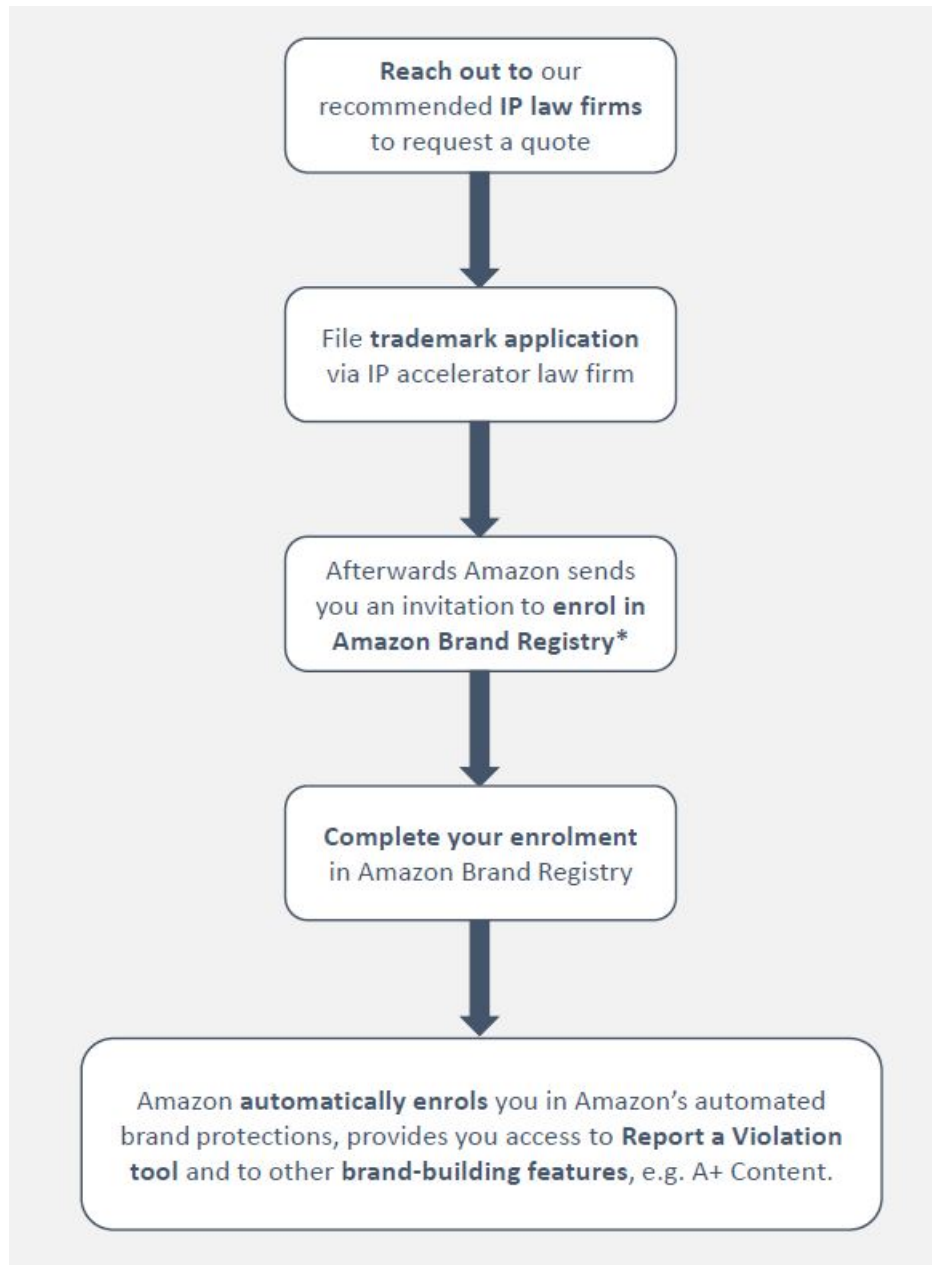 Reach out to our
recommended IP law firms
to request a quote
File trademark application
via IP accelerator law firm
Afterwards Amazon sends
you an invitation to enrol in
Amazon Brand Registry*
Complete your enrolment
in Amazon Brand Registry
Amazon automatically enrols you in Amazon’s automated
brand protections, provides you access to Report a Violation
tool and to other brand-building features, e.g. A+ Content.